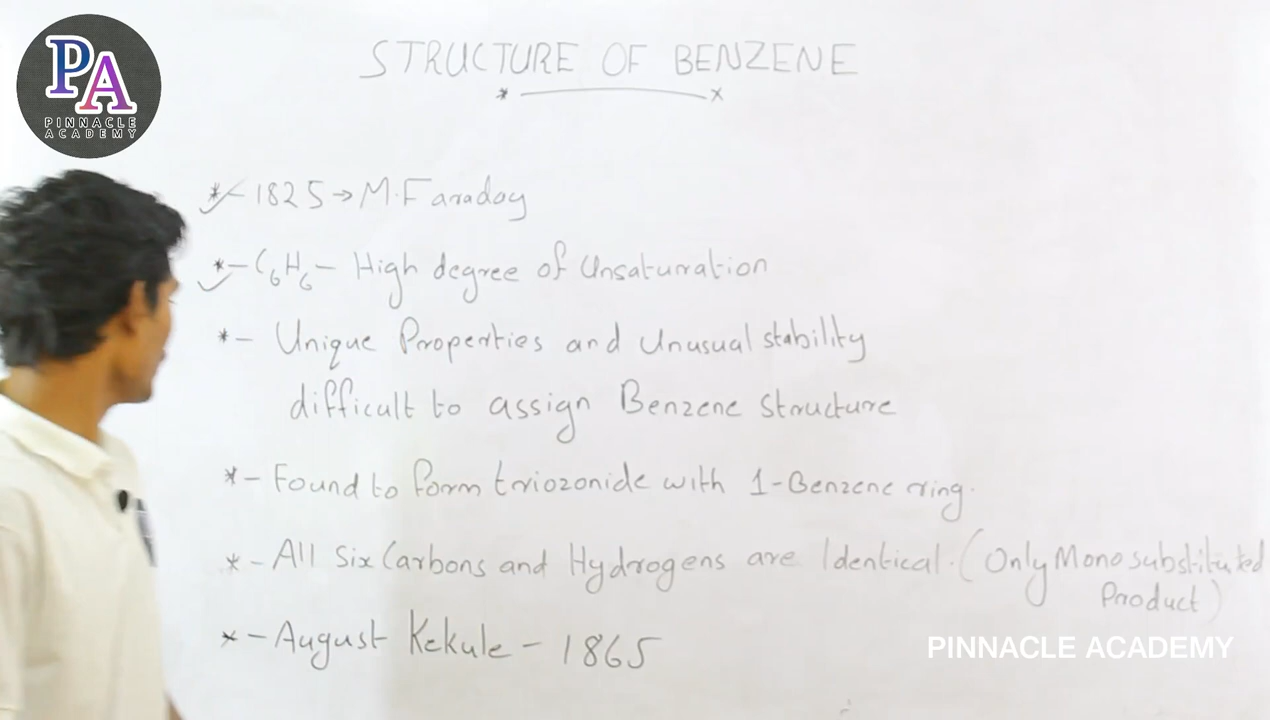 PA
PINNACLE
ACADEMY
STRUCTURE OF BENZENE
* - 1825 → M.Faraday
* - C6H6 - High degree of Unsaturation
* - Unique Properties and Unusual stability
difficult to assign Benzene Structure
* - Found to form triozonide with 1-Benzene ring.
* - All Six Carbons and Hydrogens are Identical. (Only Mono substituted
Product)
* - August Kekule - 1865
PINNACLE ACADEMY